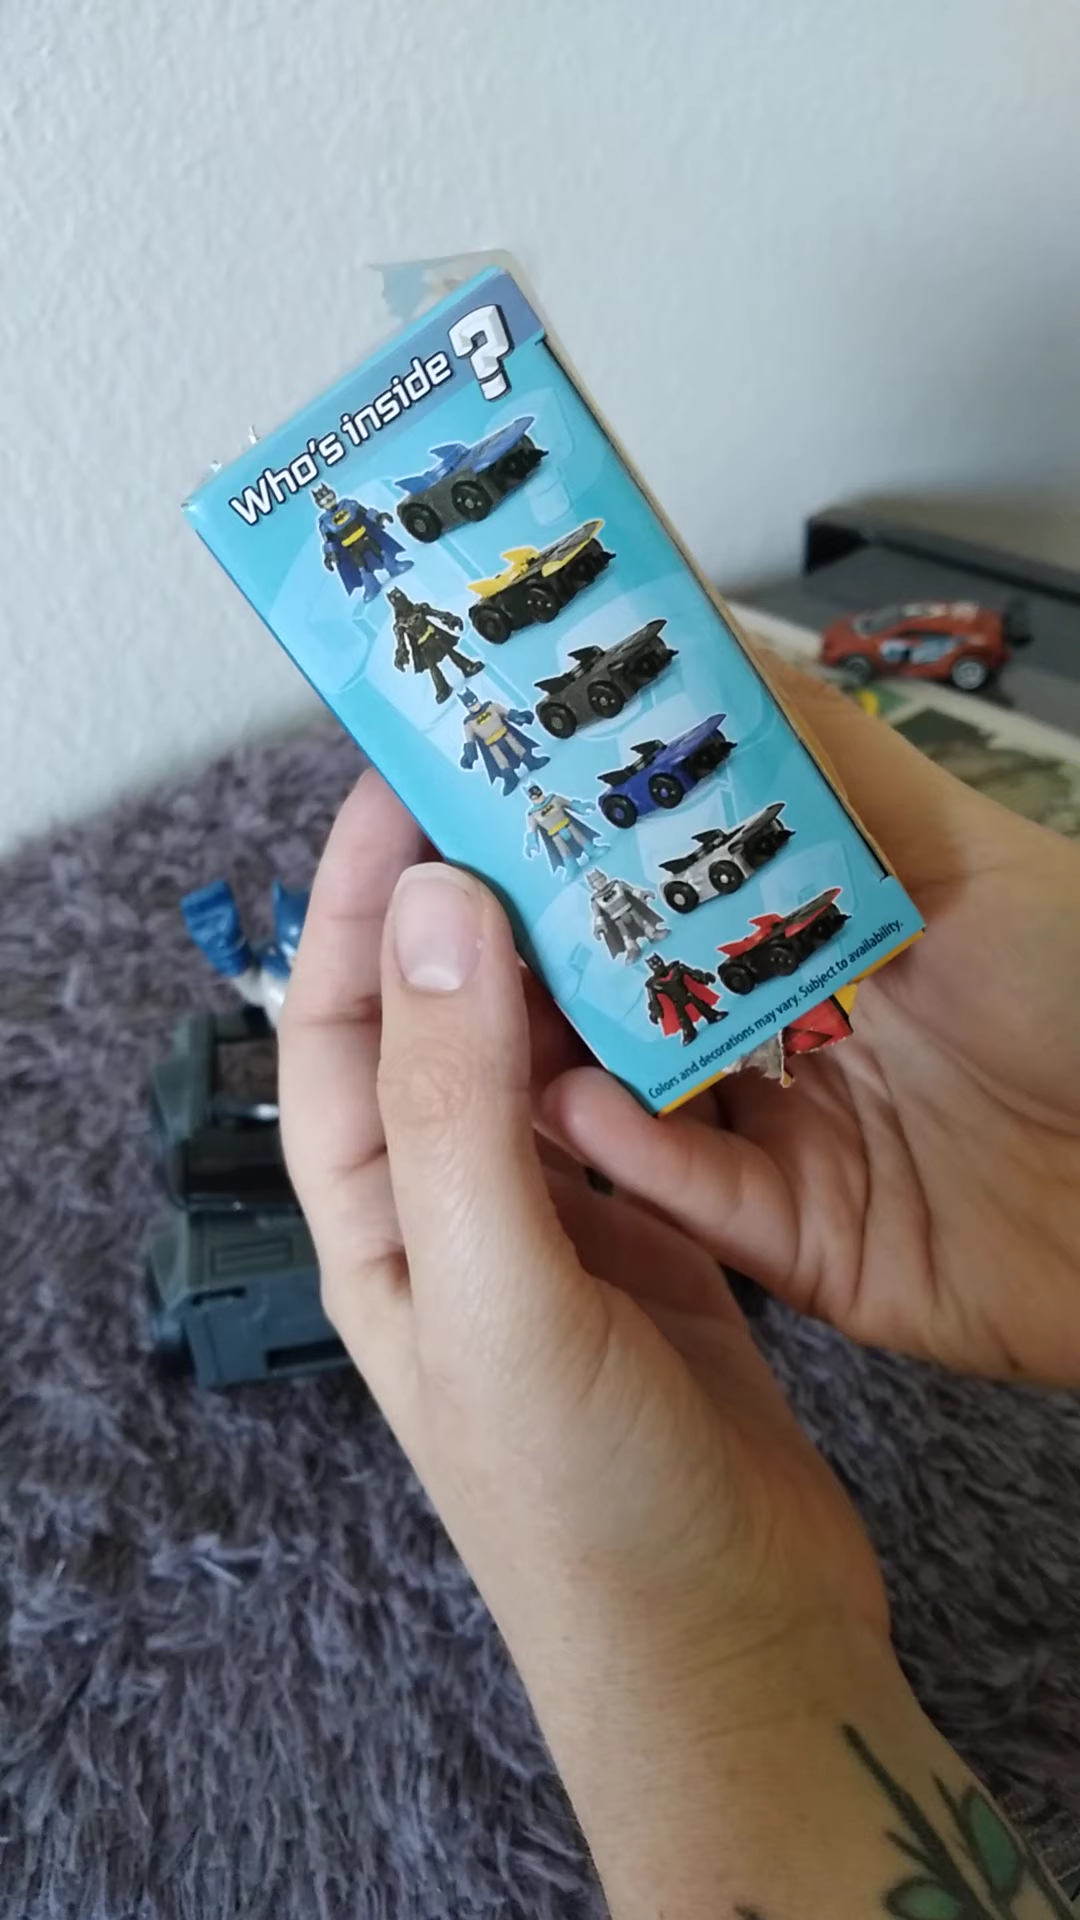 Who's inside?
Colors and decorations may vary. Subject to availability.